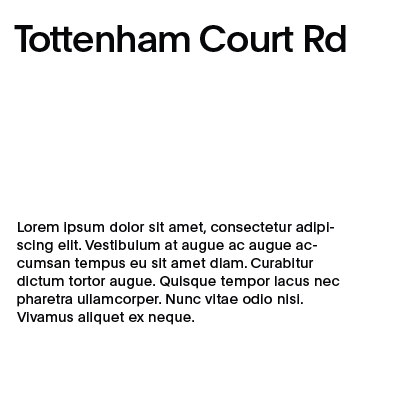 Tottenham Court Rd
Lorem ipsum dolor sit amet, consectetur adipi-
scing elit. Vestibulum at augue ac augue ac-
cumsan tempus eu sit amet diam. Curabitur
dictum tortor augue. Quisque tempor lacus nec
pharetra ullamcorper. Nunc vitae odio nisi.
Vivamus aliquet ex neque.